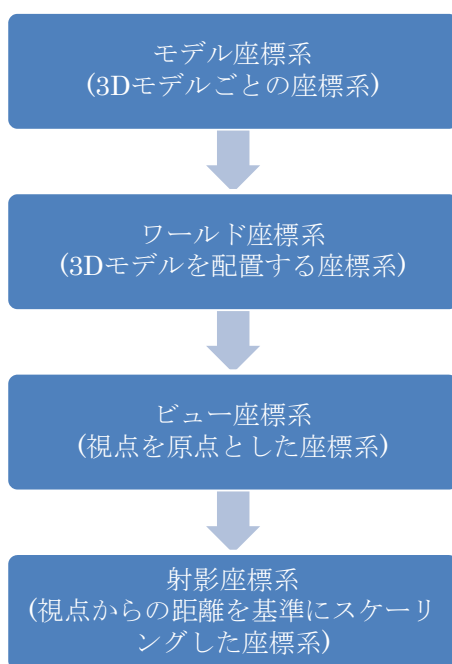 モデル座標系
(3Dモデルごとの座標系)
ワールド座標系
(3Dモデルを配置する座標系)
ビュー座標系
(視点を原点とした座標系)
射影座標系
(視点からの距離を基準にスケーリ
ングした座標系)